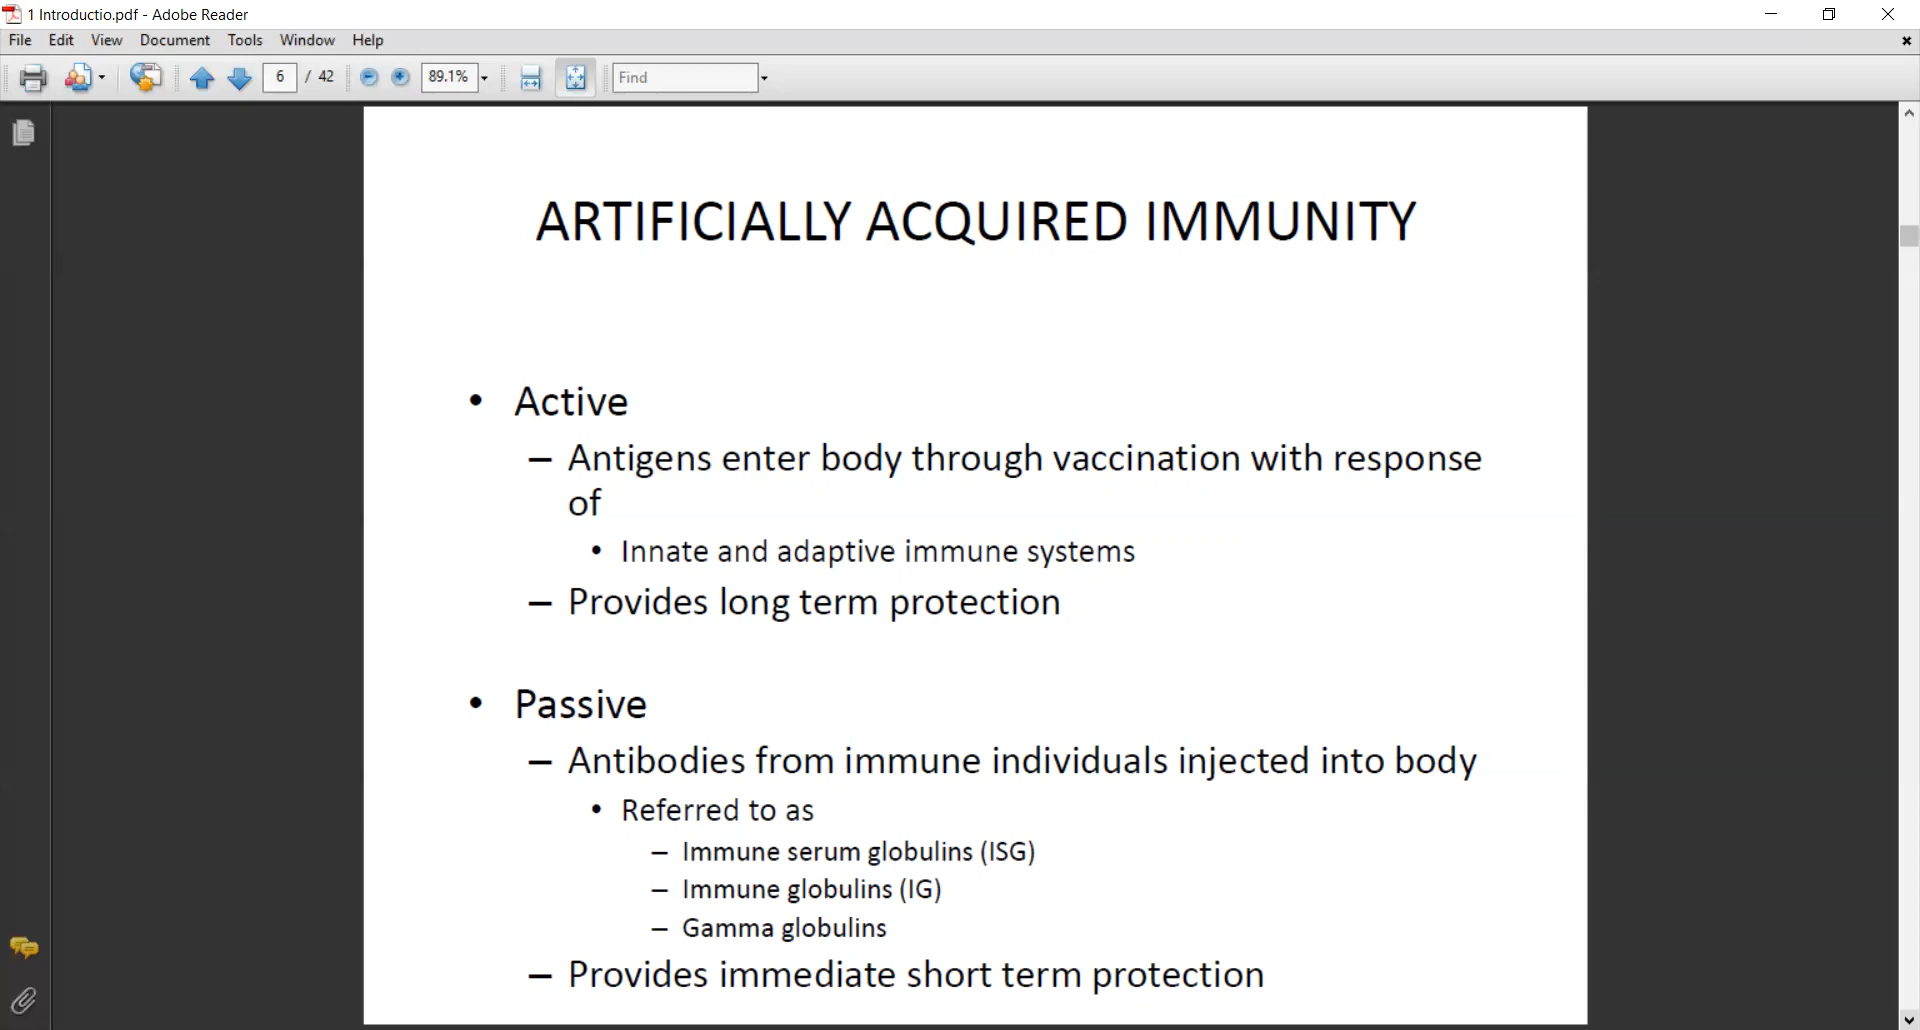 1 Introductio.pdf - Adobe Reader
File Edit View Document Tools Window Help
6 / 42 89.1% Find
ARTIFICIALLY ACQUIRED IMMUNITY
• Active
– Antigens enter body through vaccination with response
of
• Innate and adaptive immune systems
– Provides long term protection
• Passive
– Antibodies from immune individuals injected into body
• Referred to as
– Immune serum globulins (ISG)
– Immune globulins (IG)
– Gamma globulins
– Provides immediate short term protection